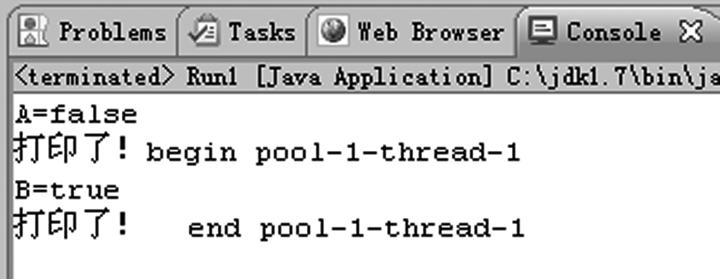 Problems Tasks Web Browser Console
<terminated> Run1 [Java Application] C:\jdk1.7\bin\ja
A=false
打印了! begin pool-1-thread-1
B=true
打印了! end pool-1-thread-1